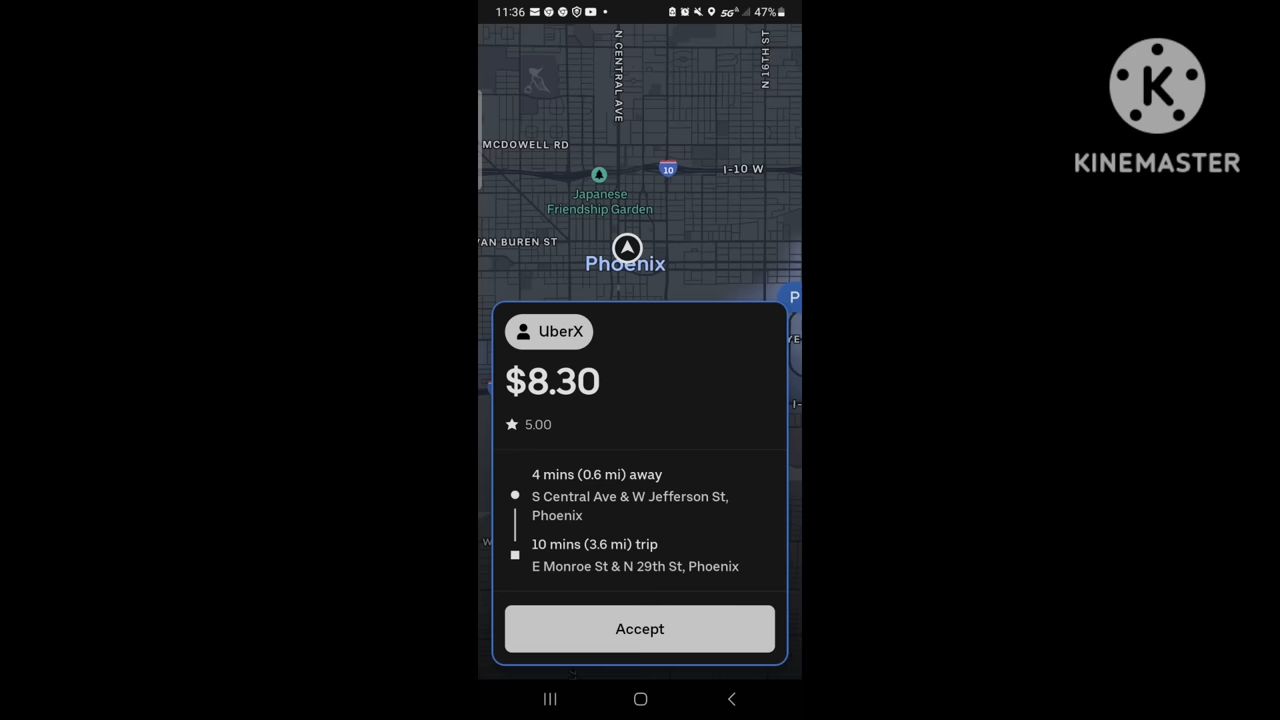 11:36
5G
47%
N CENTRAL AVE
N 16TH ST
MCDOWELL RD
10
I-10 W
Japanese
Friendship Garden
VAN BUREN ST
Phoenix
P
UberX
$8.30
5.00
4 mins (0.6 mi) away
S Central Ave & W Jefferson St,
Phoenix
10 mins (3.6 mi) trip
E Monroe St & N 29th St, Phoenix
Accept
K
KINEMASTER